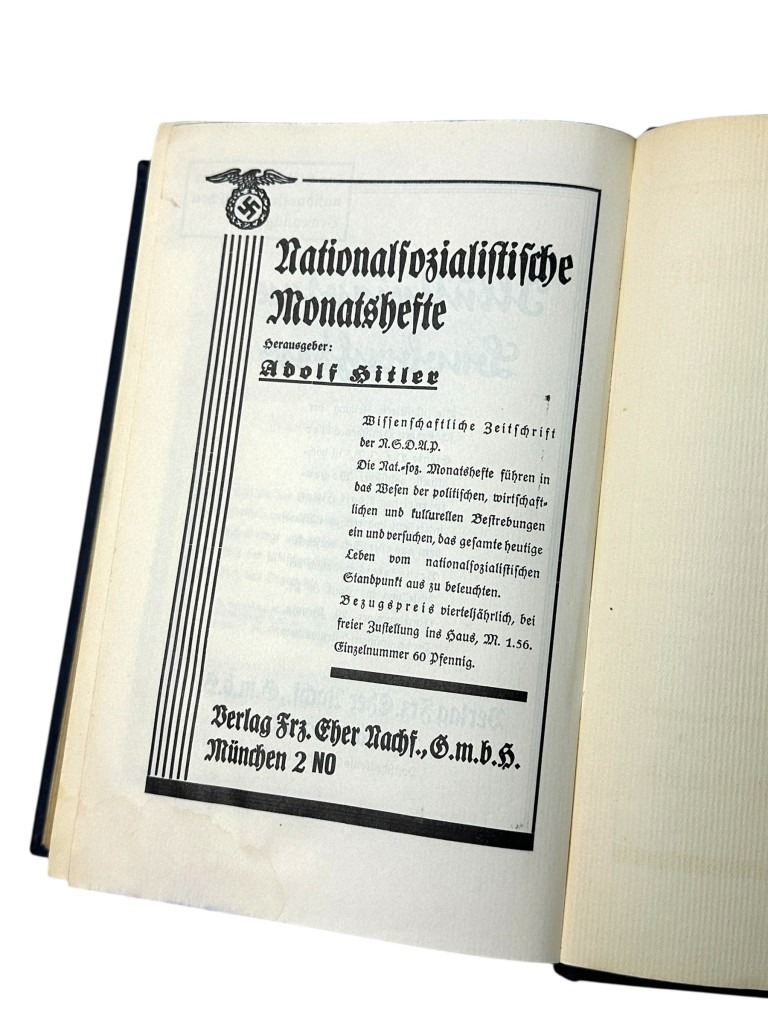 Nationalsozialistische
Monatshefte
Herausgeber:
Adolf Hitler
Wissenschaftliche Zeitschrift
der N.S.D.A.P.
Die Nat.-soz. Monatshefte führen in
das Wesen der politischen, wirtschaft-
lichen und kulturellen Bestrebungen
ein und versuchen, das gesamte heutige
Leben vom nationalsozialistischen
Standpunkt aus zu beleuchten.
Bezugspreis vierteljährlich, bei
freier Zustellung ins Haus, M. 1.56.
Einzelnummer 60 Pfennig.
Verlag Frz. Eher Nachf., G.m.b.H.
München 2 NO